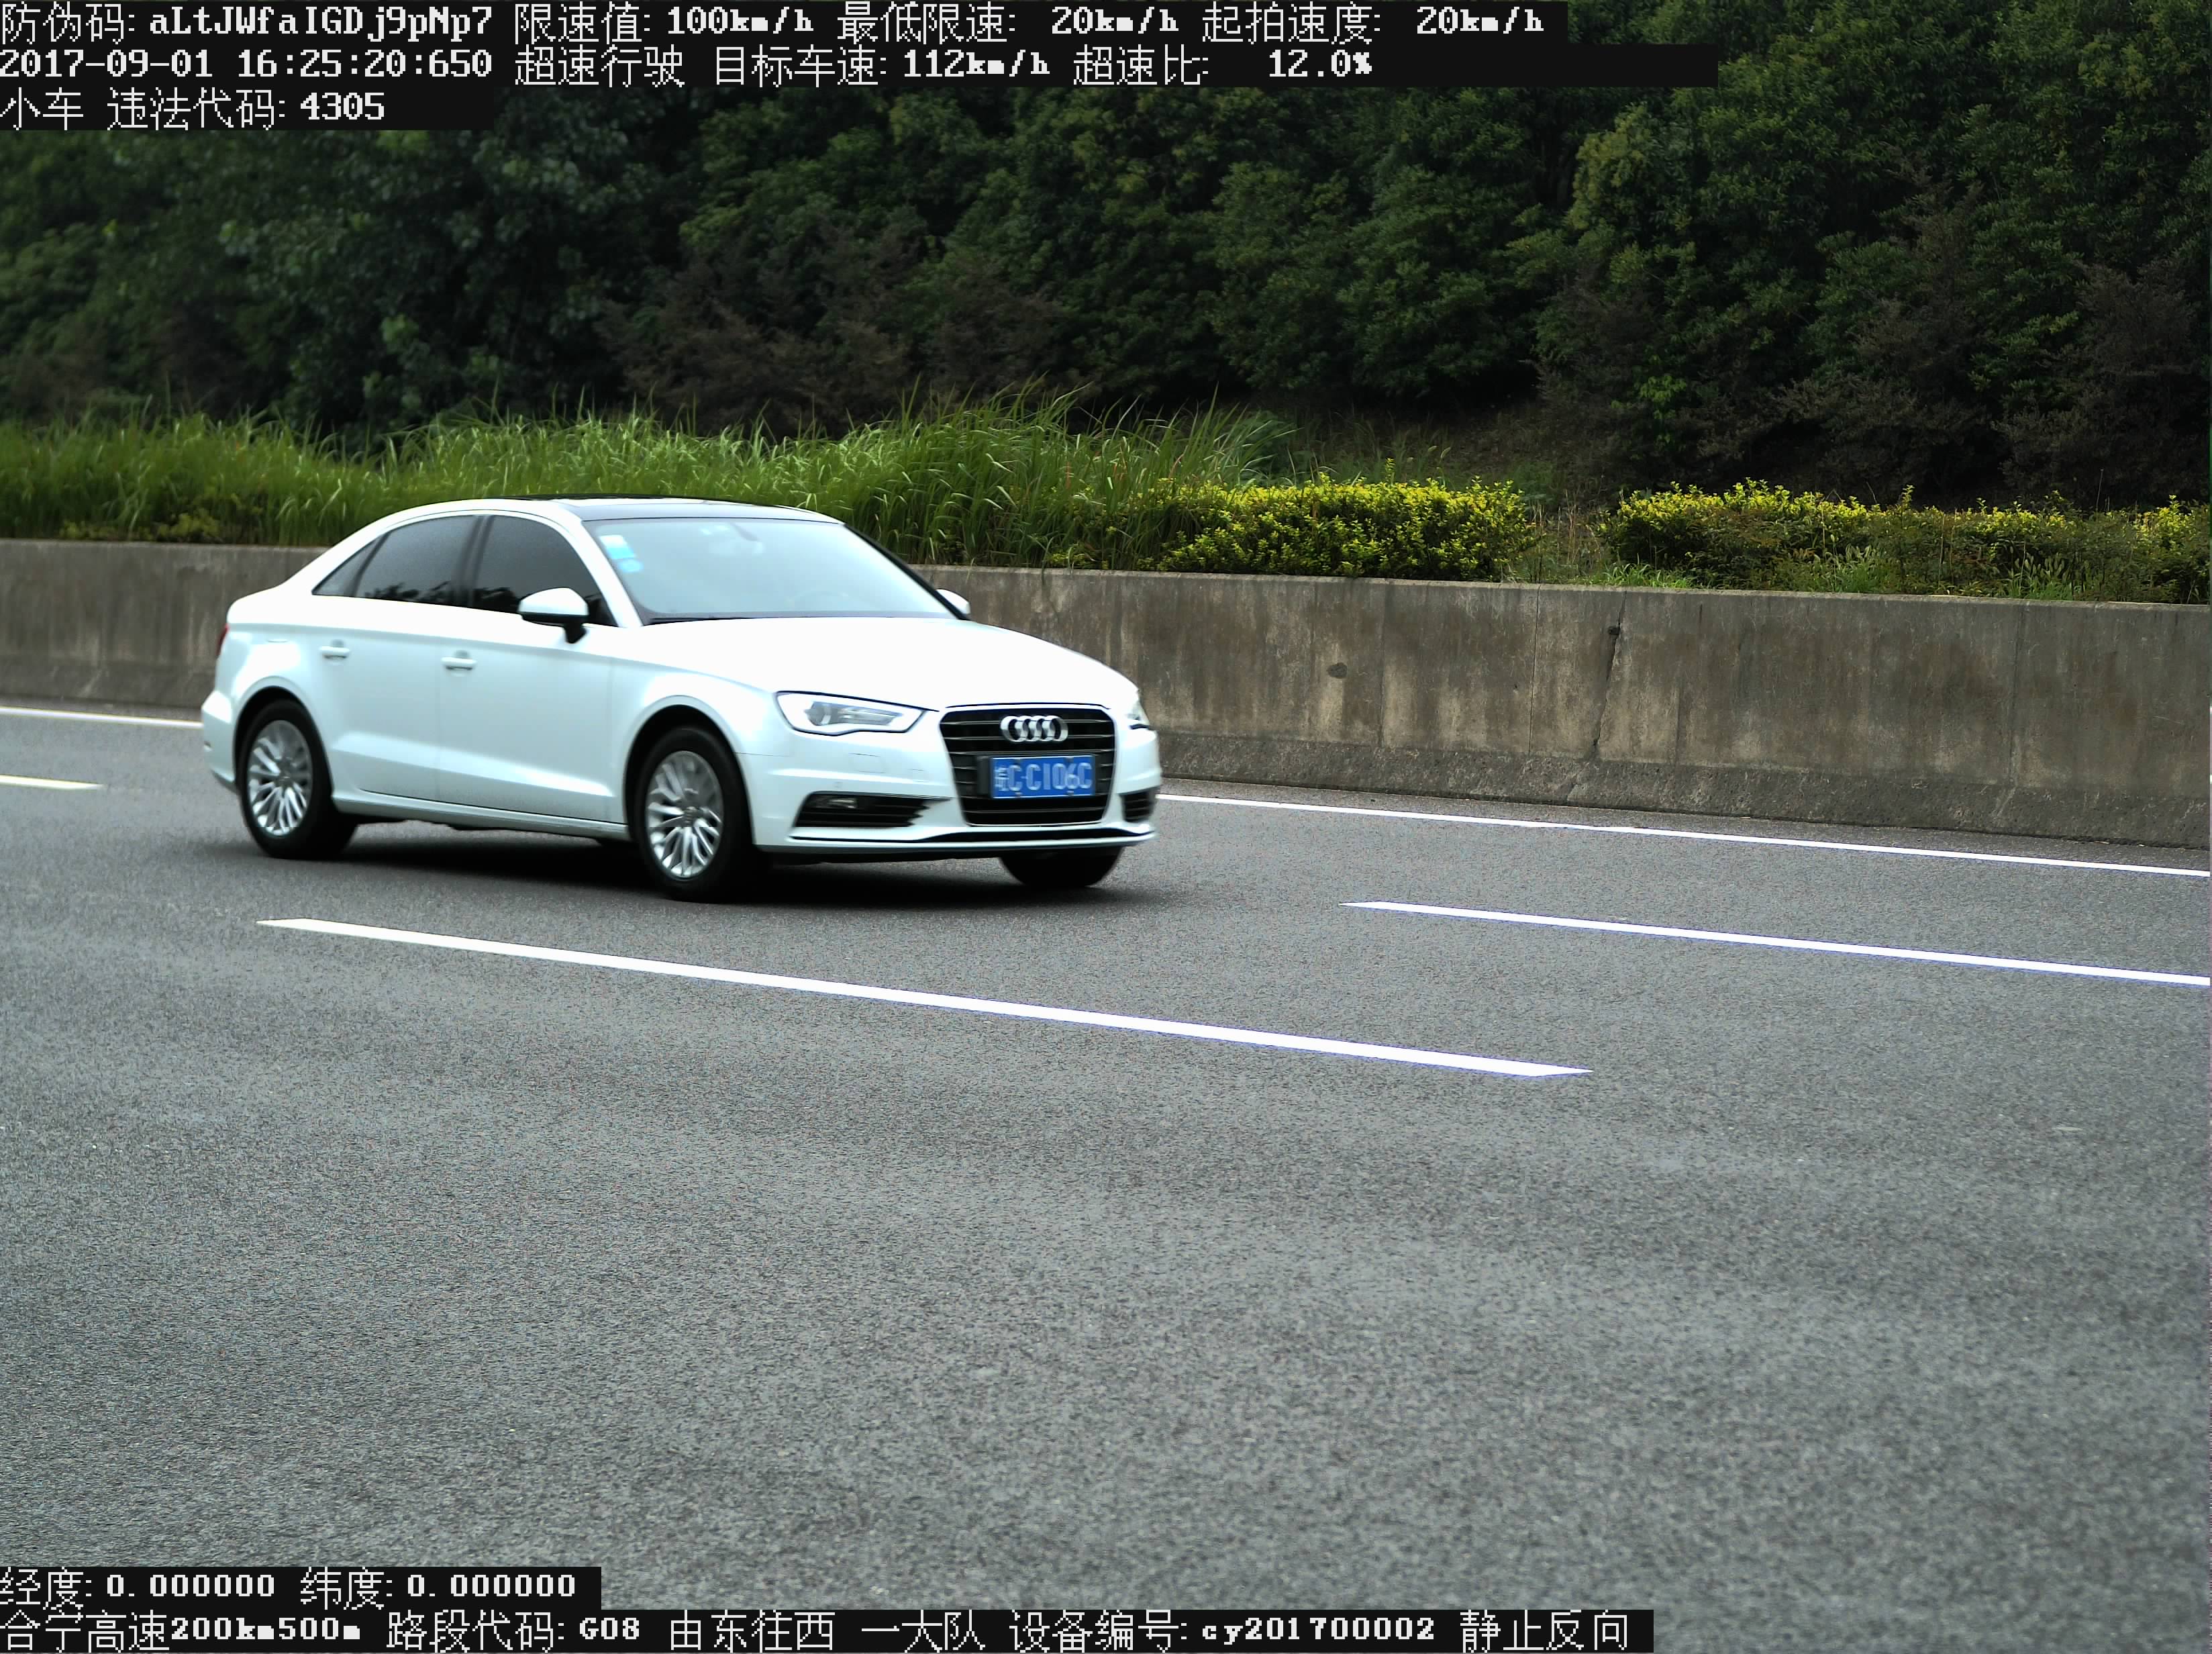 防伪码: aLtJWfaIGDj9pNp7 限速值: 100km/h 最低限速: 20km/h 起拍速度: 20km/h
2017-09-01 16:25:20:650 超速行驶 目标车速: 112km/h 超速比: 12.0%
小车 违法代码: 4305
皖C·C106C
经度: 0.000000 纬度: 0.000000
合宁高速200km500m 路段代码: G08 由东往西 一大队 设备编号: cy201700002 静止反向